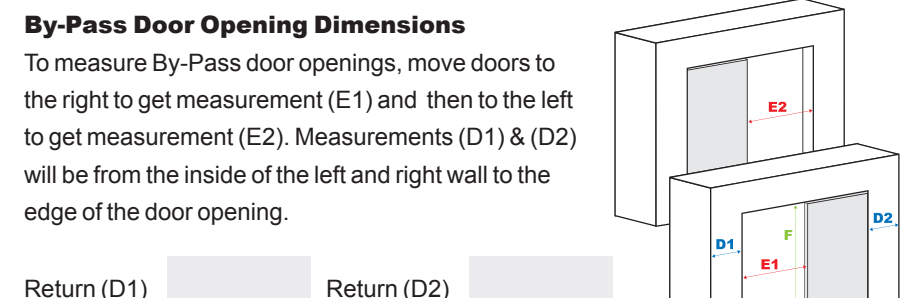 By-Pass Door Opening Dimensions
To measure By-Pass door openings, move doors to
the right to get measurement (E1) and then to the left
to get measurement (E2). Measurements (D1) & (D2)
will be from the inside of the left and right wall to the
edge of the door opening.
Return (D1)
Return (D2)
E2
D2
F
D1
E1